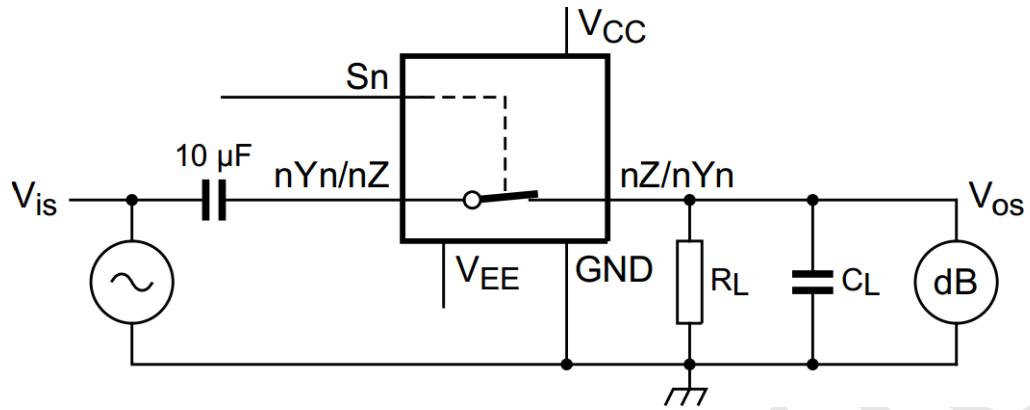 VCC
Sn
10 μF
nYn/nZ
nZ/nYn
Vis
Vos
VEE
GND
RL
CL
dB